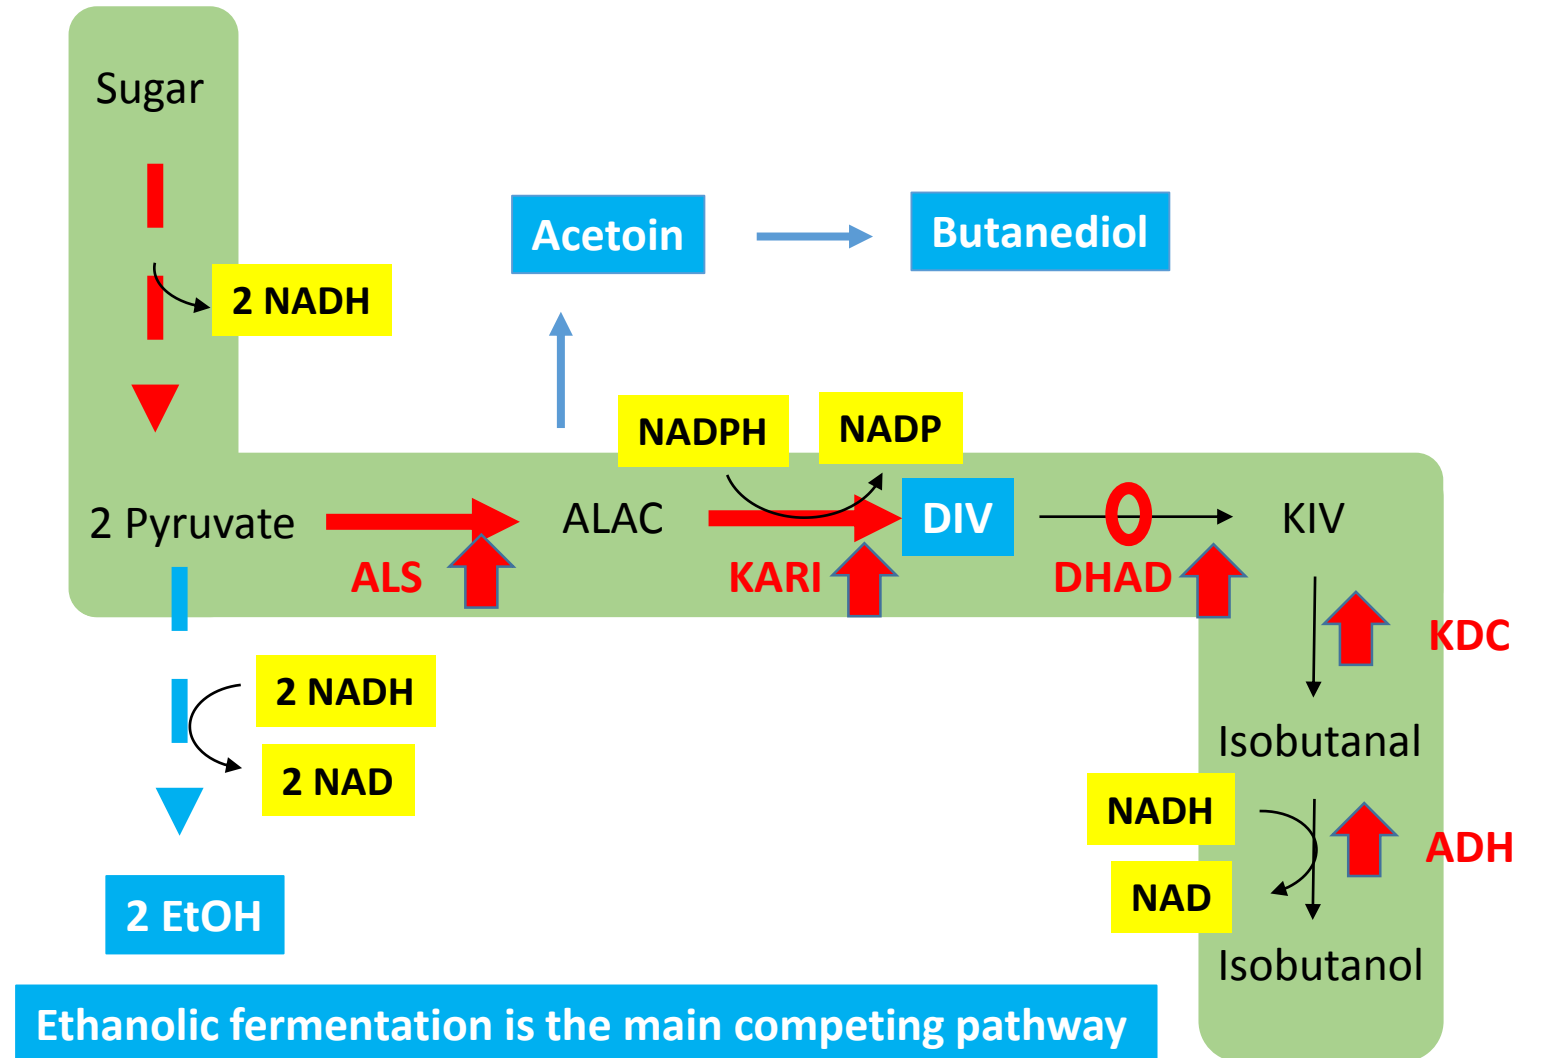 Sugar
2 NADH
Acetoin
Butanediol
NADPH
NADP
2 Pyruvate
ALAC
DIV
KIV
ALS
KARI
DHAD
KDC
2 NADH
2 NAD
Isobutanal
NADH
ADH
NAD
2 EtOH
Isobutanol
Ethanolic fermentation is the main competing pathway